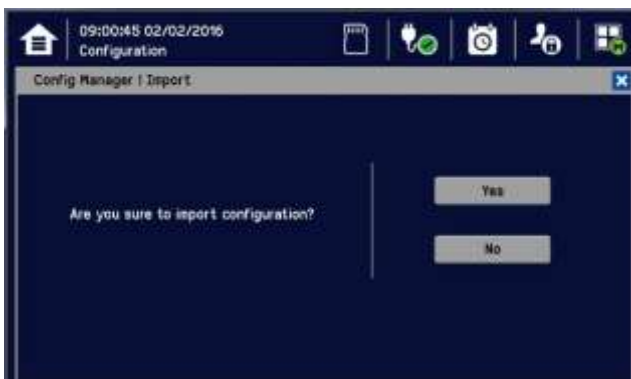 09:00:45 02/02/2016
Configuration
Config Manager | Import
Are you sure to import configuration?
Yes
No